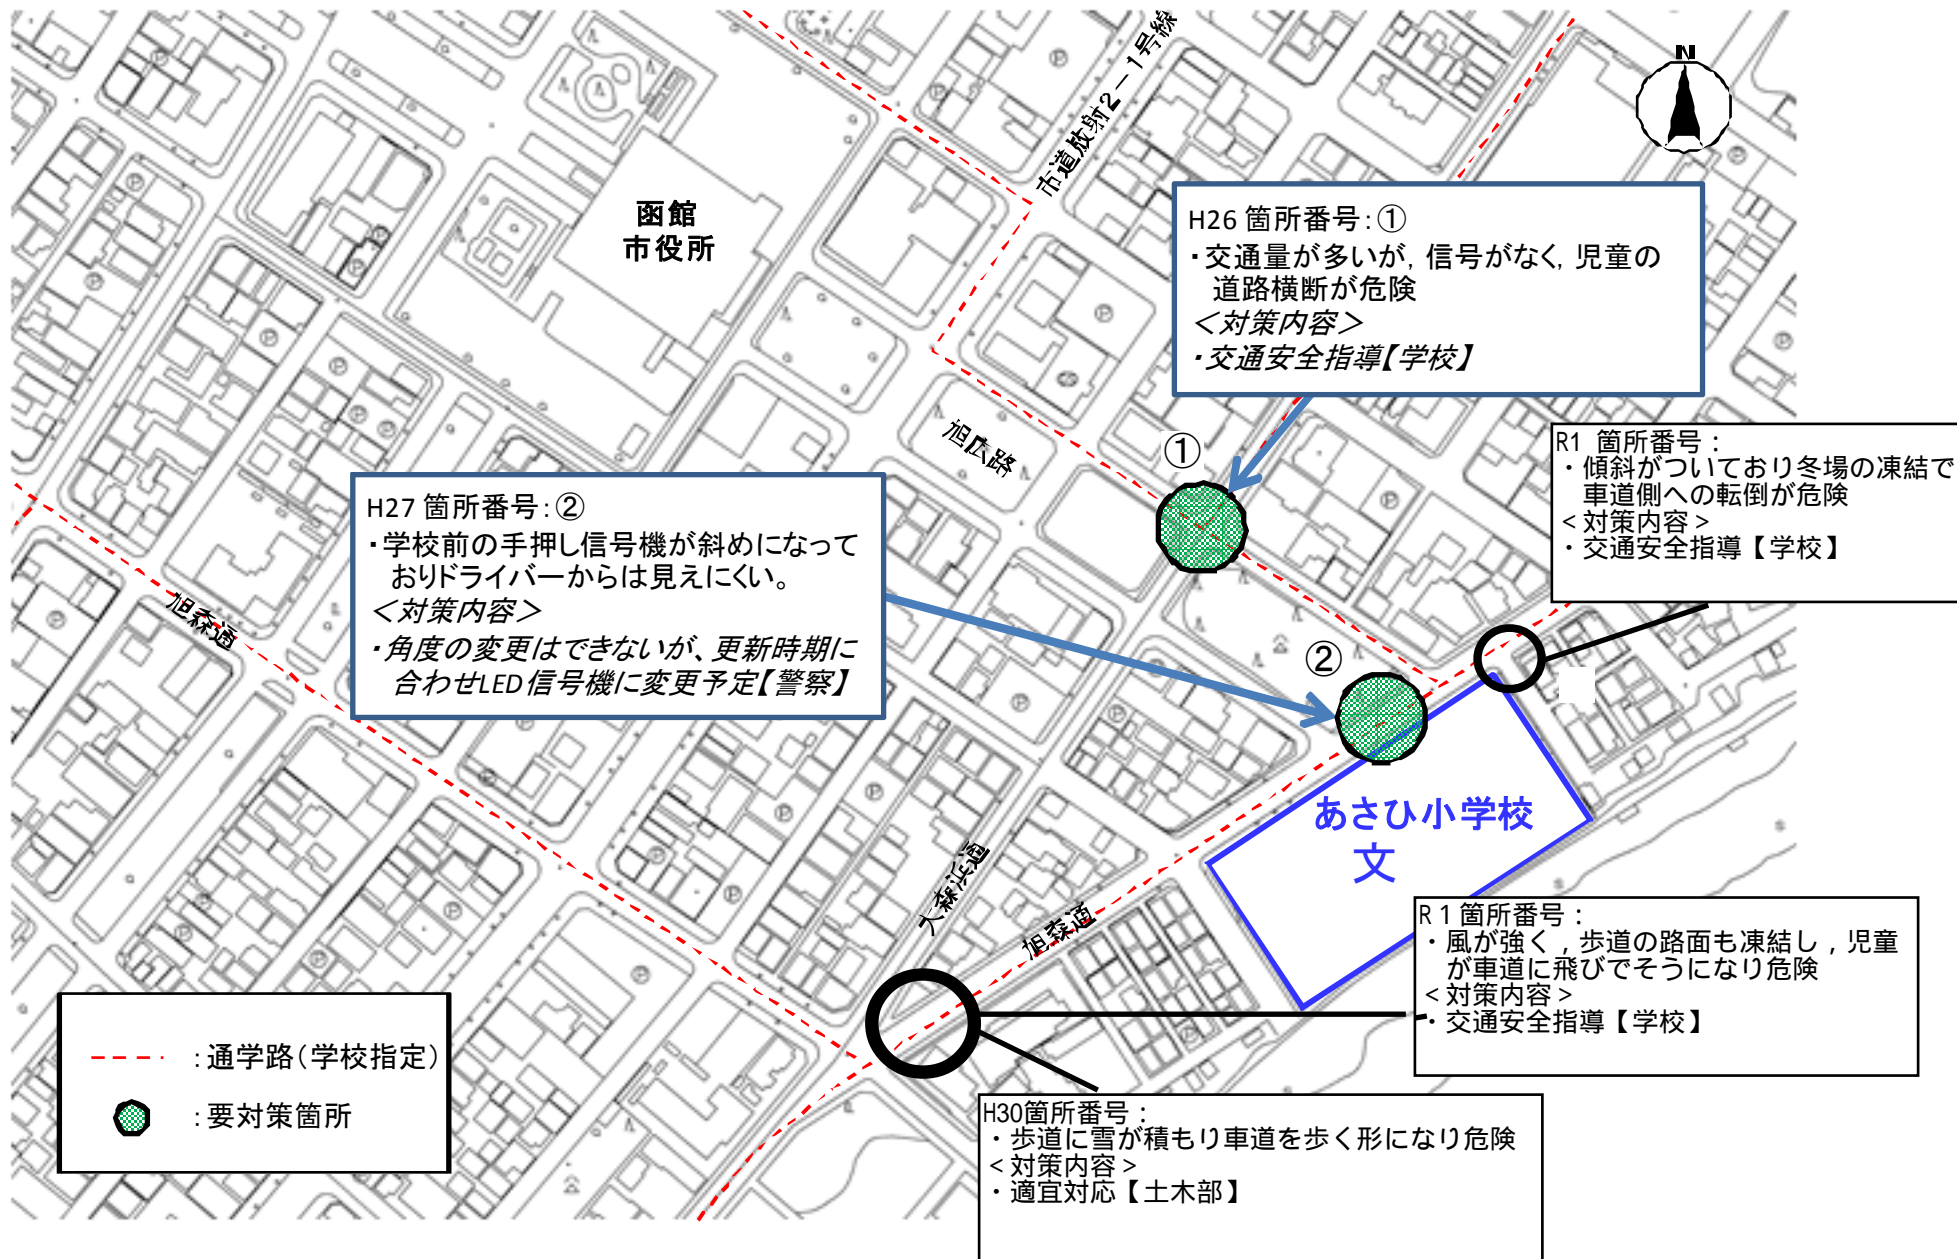 市道放射2－1号線
N
函館
市役所
H26 箇所番号：①
・交通量が多いが，信号がなく，児童の
道路横断が危険
＜対策内容＞
・交通安全指導【学校】
旭広路
①
R1 箇所番号：
・傾斜がついており冬場の凍結で
車道側への転倒が危険
＜対策内容＞
・交通安全指導【学校】
H27 箇所番号：②
・学校前の手押し信号機が斜めになって
おりドライバーからは見えにくい。
＜対策内容＞
・角度の変更はできないが、更新時期に
合わせLED信号機に変更予定【警察】
旭森通
②
あさひ小学校
文
大森浜通
旭森通
R1 箇所番号：
・風が強く，歩道の路面も凍結し，児童
が車道に飛びでそうになり危険
＜対策内容＞
・交通安全指導【学校】
：通学路（学校指定）
：要対策箇所
H30箇所番号：
・歩道に雪が積もり車道を歩く形になり危険
＜対策内容＞
・適宜対応【土木部】